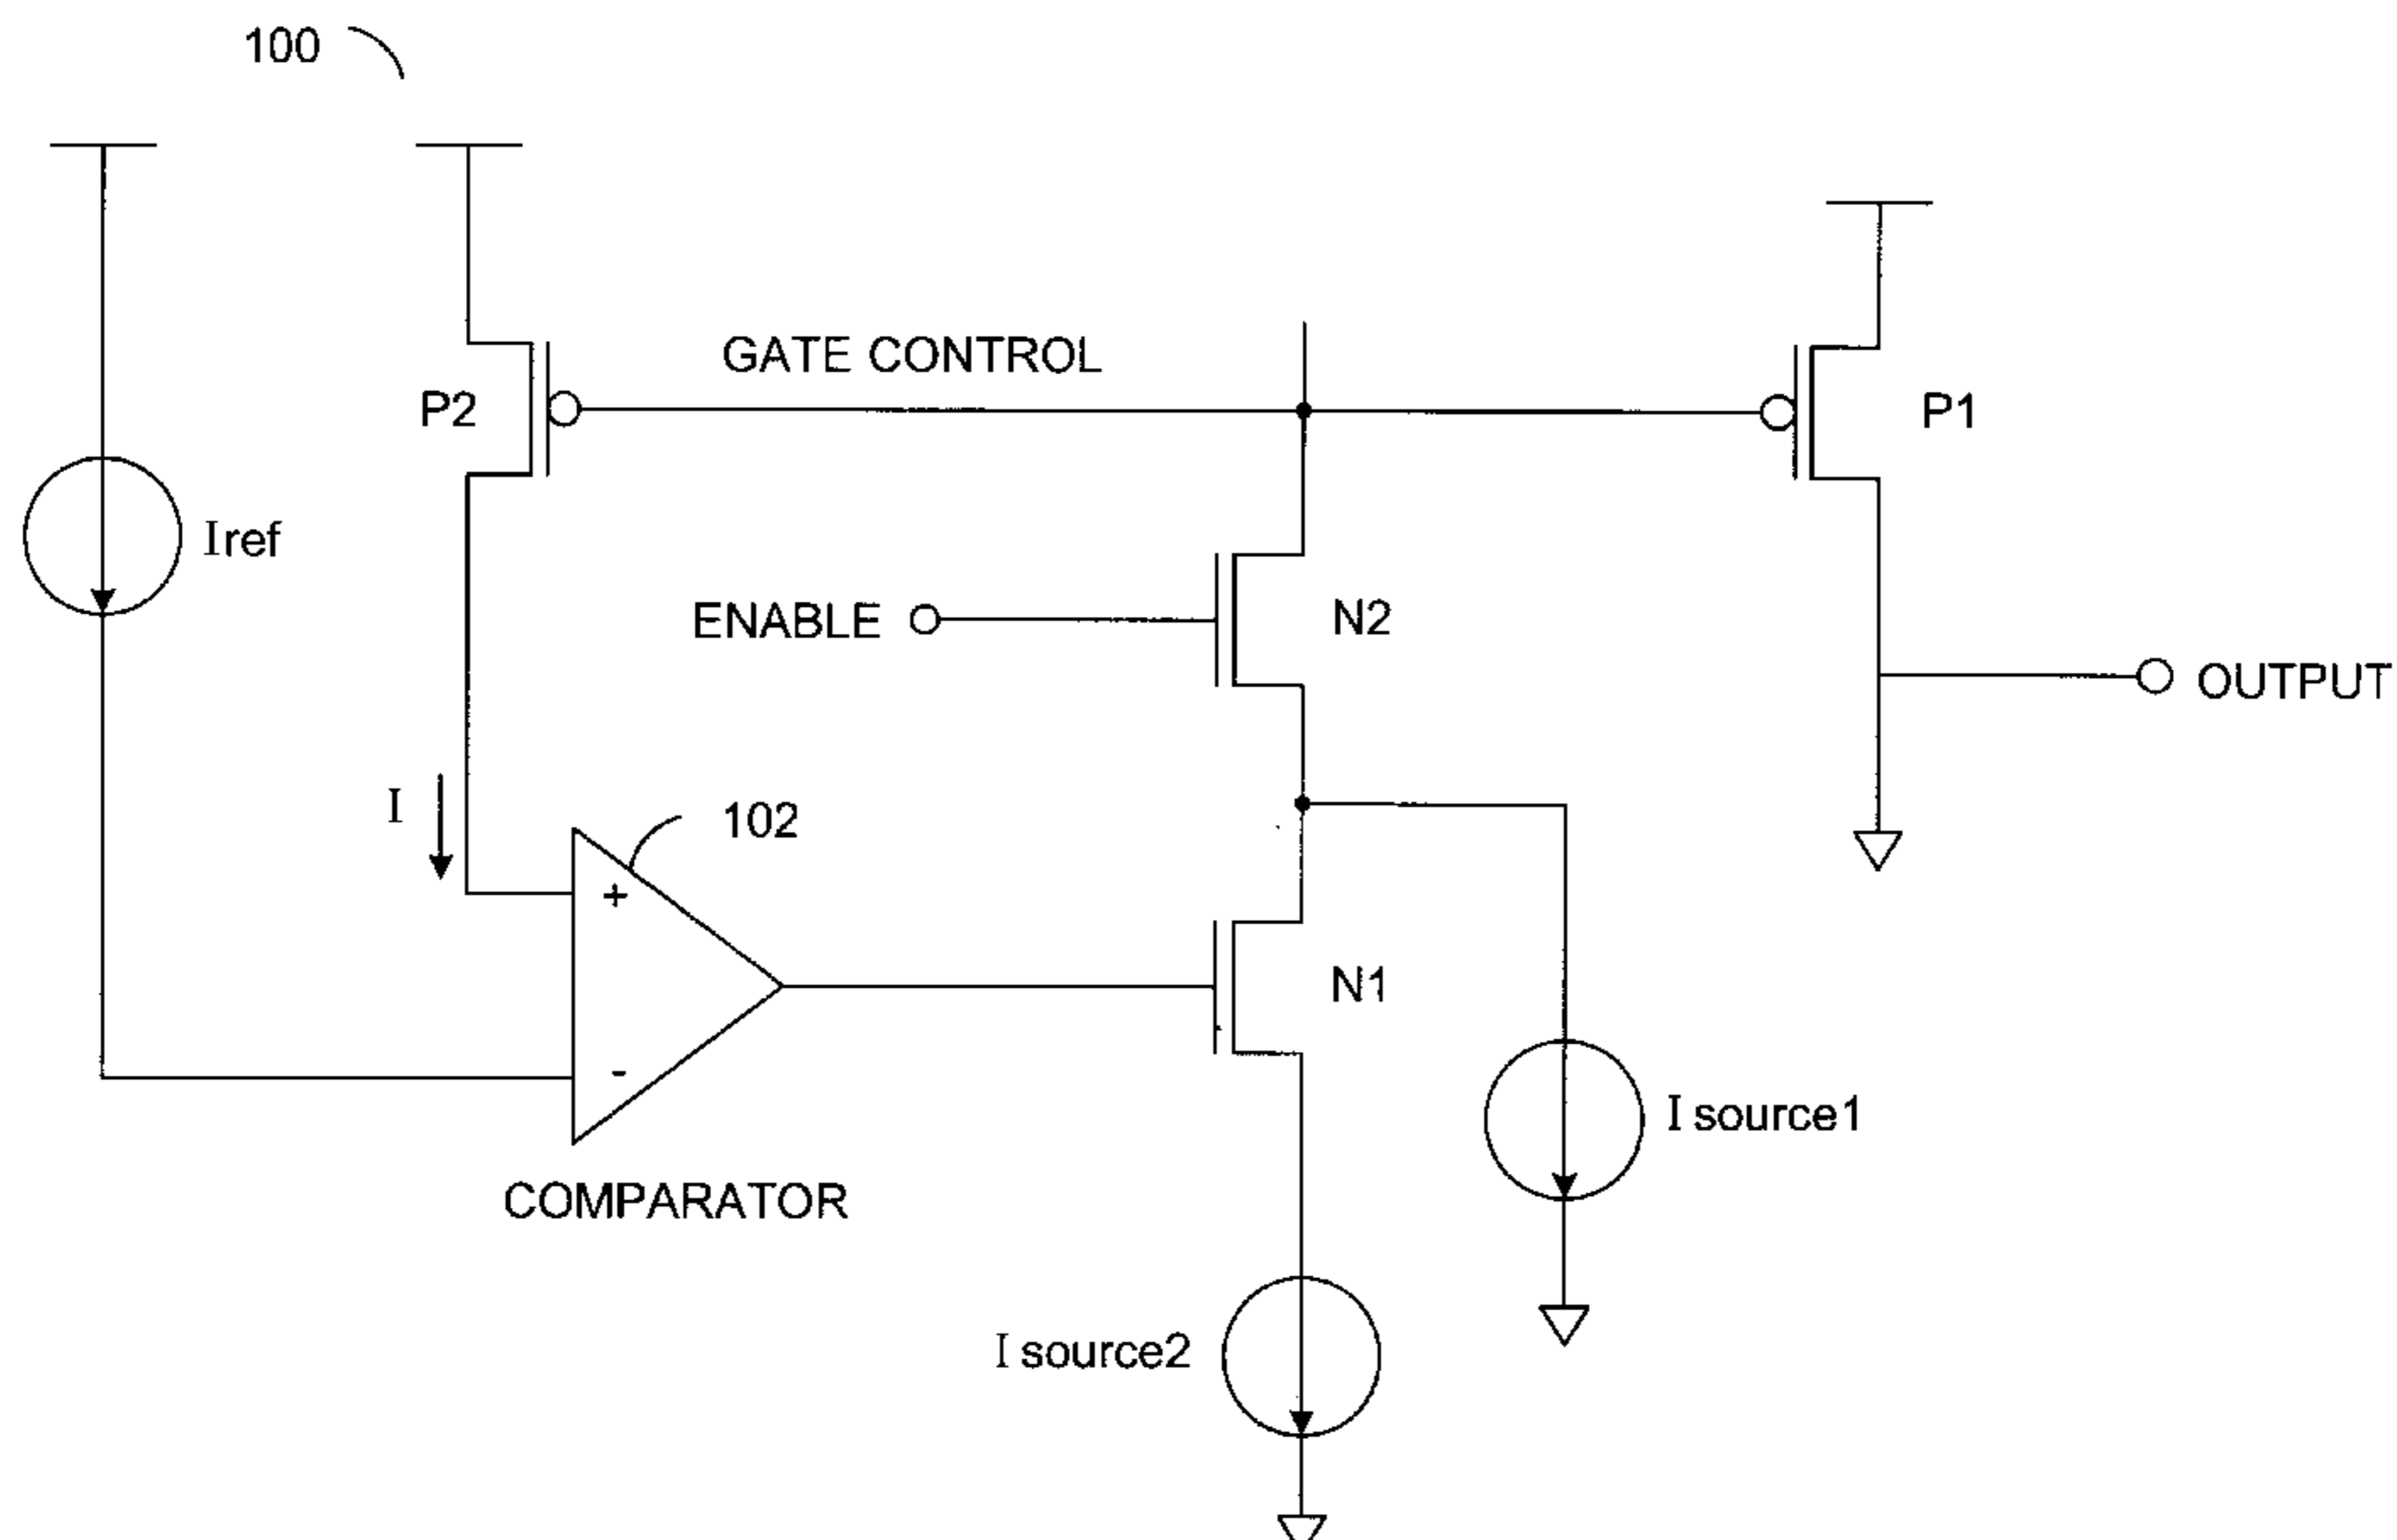 100
GATE CONTROL
P2
P1
Iref
ENABLE
N2
OUTPUT
I
102
+
N1
-
I source1
COMPARATOR
I source2